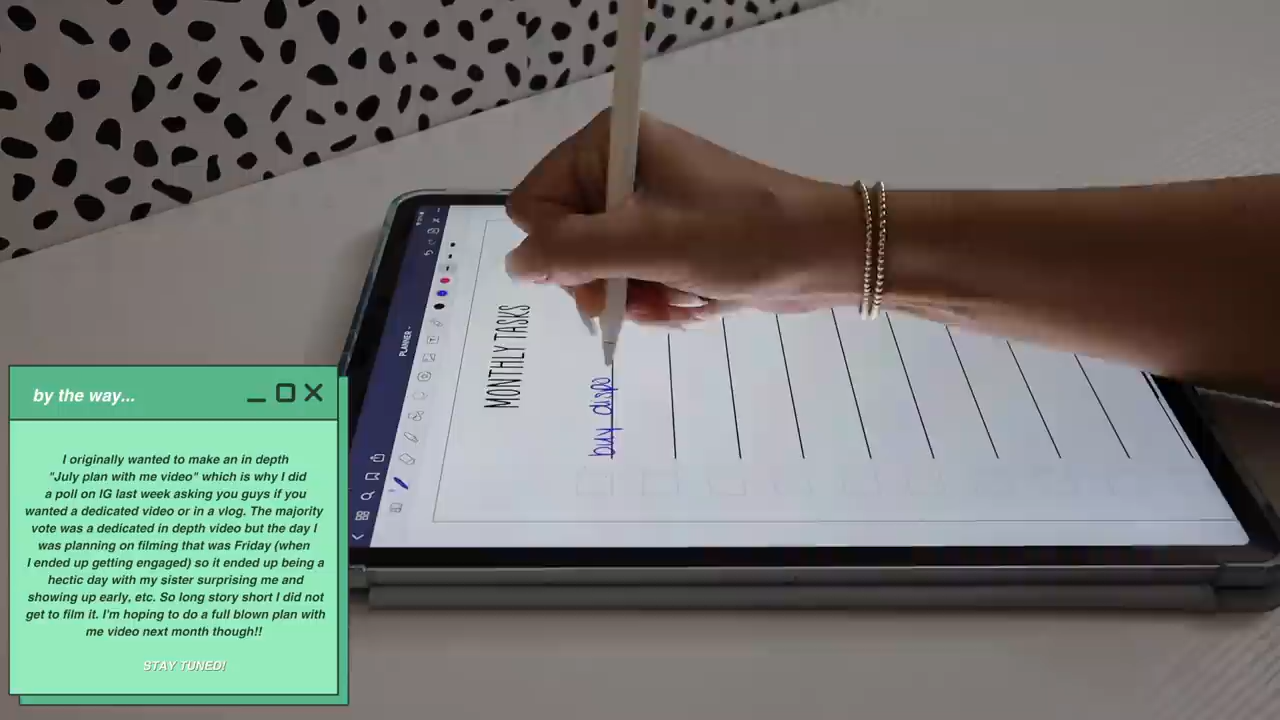 PLANNER
MONTHLY TASKS
buy dispo
by the way...
I originally wanted to make an in depth
"July plan with me video" which is why I did
a poll on IG last week asking you guys if you
wanted a dedicated video or in a vlog. The majority
vote was a dedicated in depth video but the day I
was planning on filming that was Friday (when
I ended up getting engaged) so it ended up being a
hectic day with my sister surprising me and
showing up early, etc. So long story short I did not
get to film it. I'm hoping to do a full blown plan with
me video next month though!!
STAY TUNED!